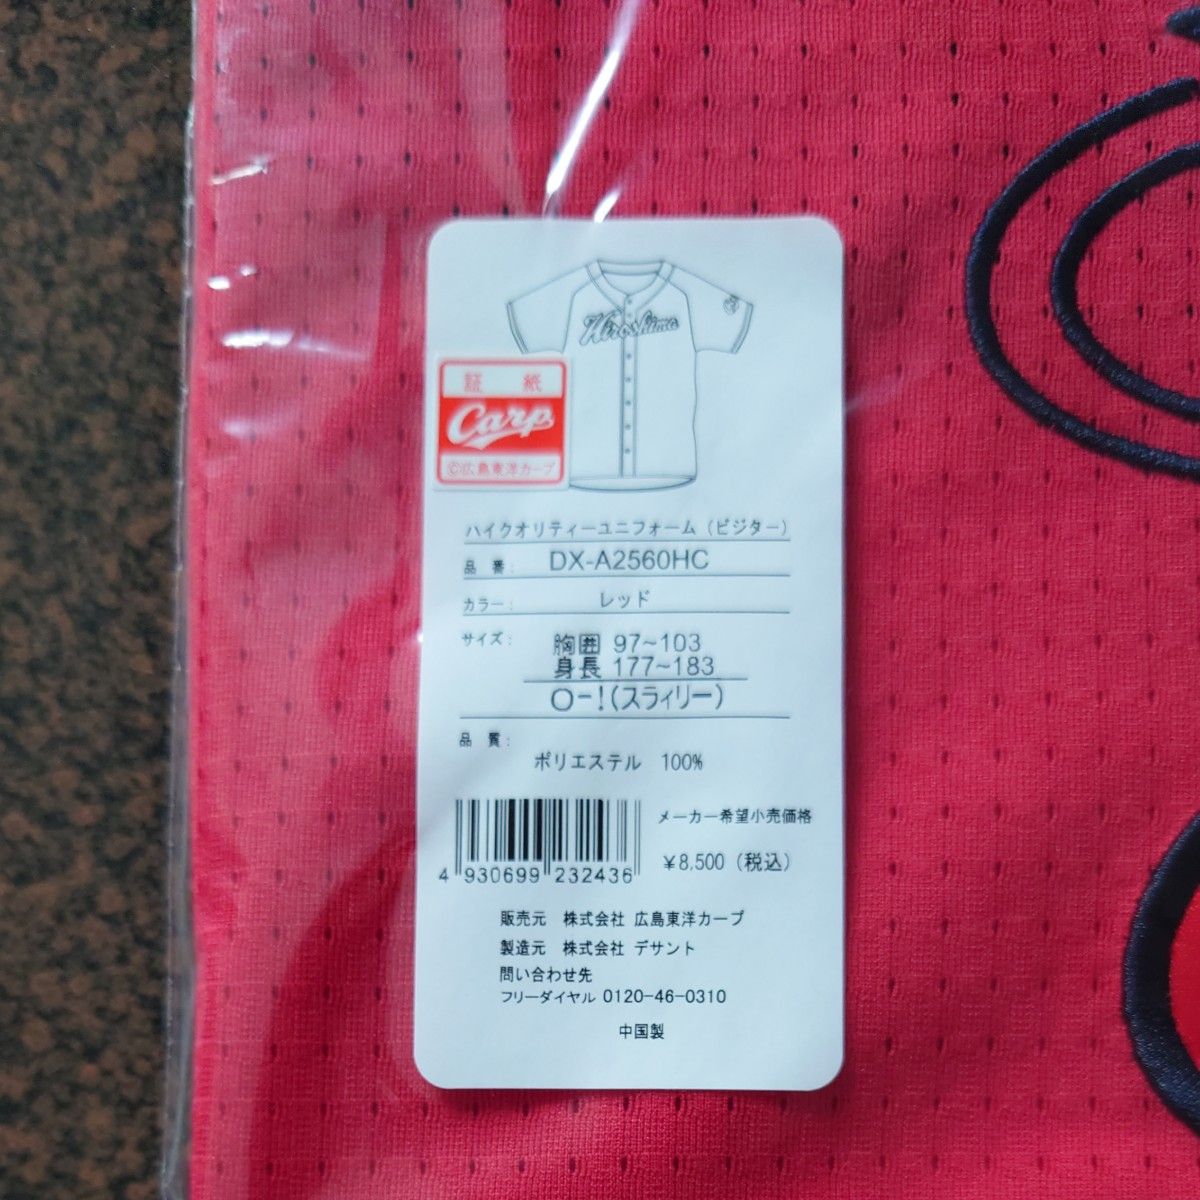 Hiroshima
証 紙
Carp
©広島東洋カープ
ハイクオリティーユニフォーム（ビジター）
品 番： DX-A2560HC
カラー： レッド
サイズ： 胸囲 97~103
身長 177~183
O-!(スライリー)
品 質：
ポリエステル 100%
メーカー希望小売価格
¥8,500（税込）
4 930699 232436
販売元 株式会社 広島東洋カープ
製造元 株式会社 デサント
問い合わせ先
フリーダイヤル 0120-46-0310
中国製